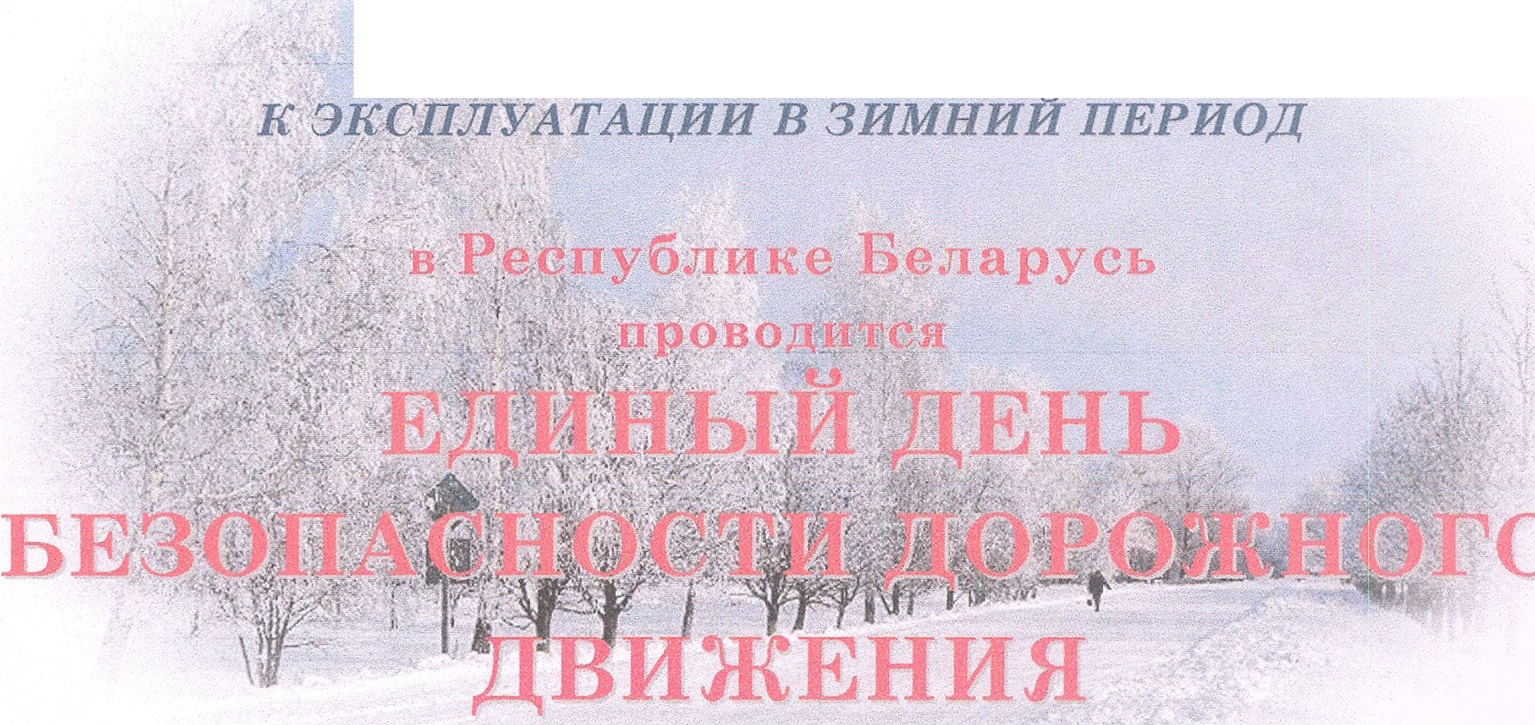 К ЭКСПЛУАТАЦИИ В ЗИМНИЙ ПЕРИОД
в Республике Беларусь
проводится
ЕДИНЫЙ ДЕНЬ
БЕЗОПАСНОСТИ ДОРОЖНОГО
ДВИЖЕНИЯ